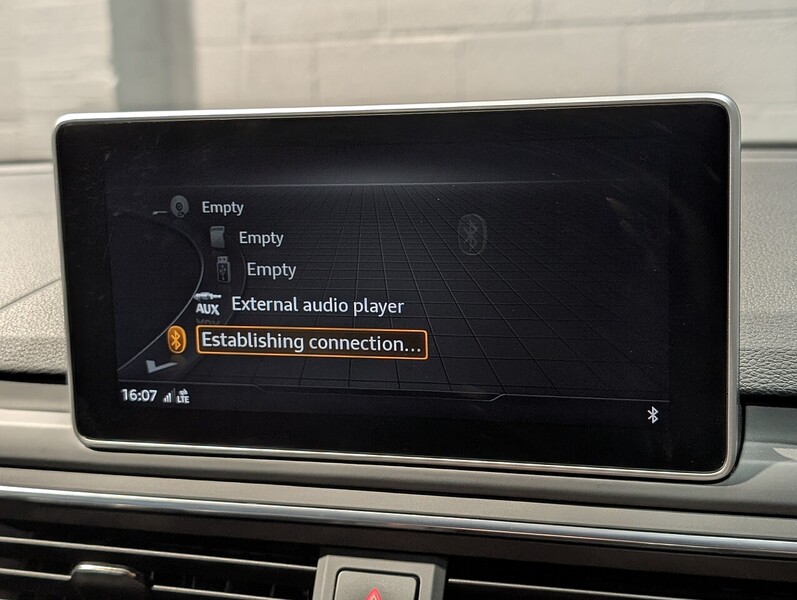 Empty
Empty
Empty
AUX External audio player
Establishing connection...
16:07 LTE